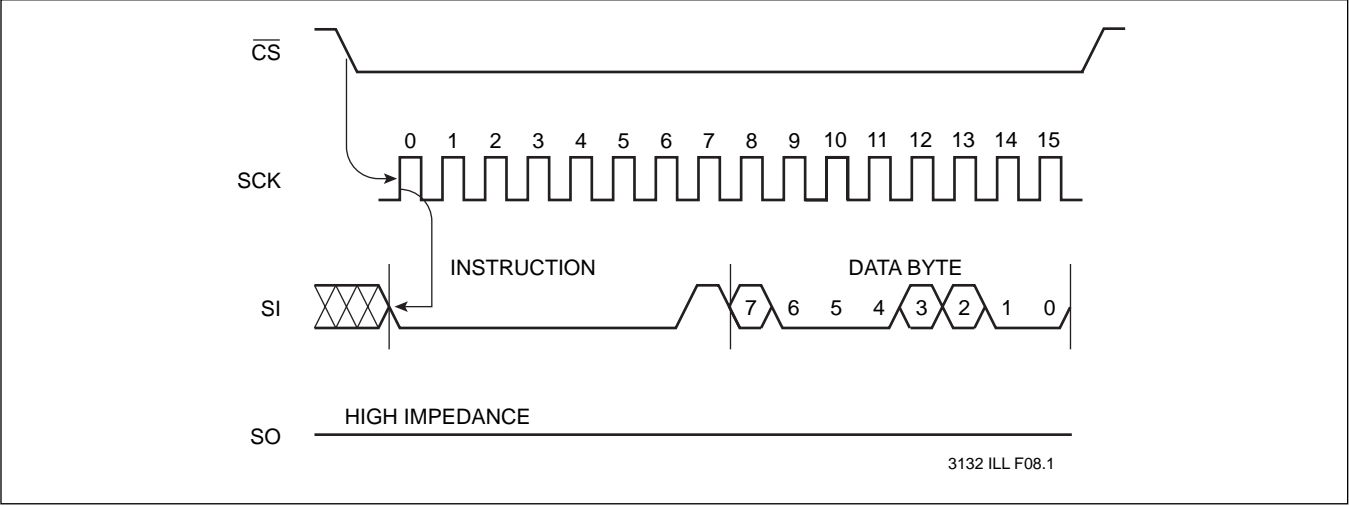 CS
0 1 2 3 4 5 6 7 8 9 10 11 12 13 14 15
SCK
INSTRUCTION DATA BYTE
SI 7 6 5 4 3 2 1 0
HIGH IMPEDANCE
SO
3132 ILL F08.1